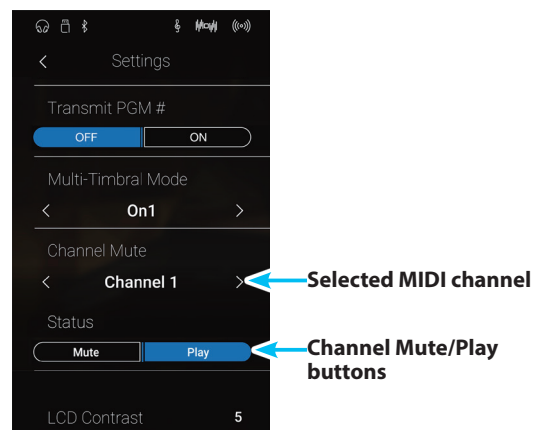 Settings
Transmit PGM #
OFF ON
Multi-Timbral Mode
On1
Channel Mute
Channel 1
Selected MIDI channel
Status
Mute Play
Channel Mute/Play
buttons
LCD Contrast 5